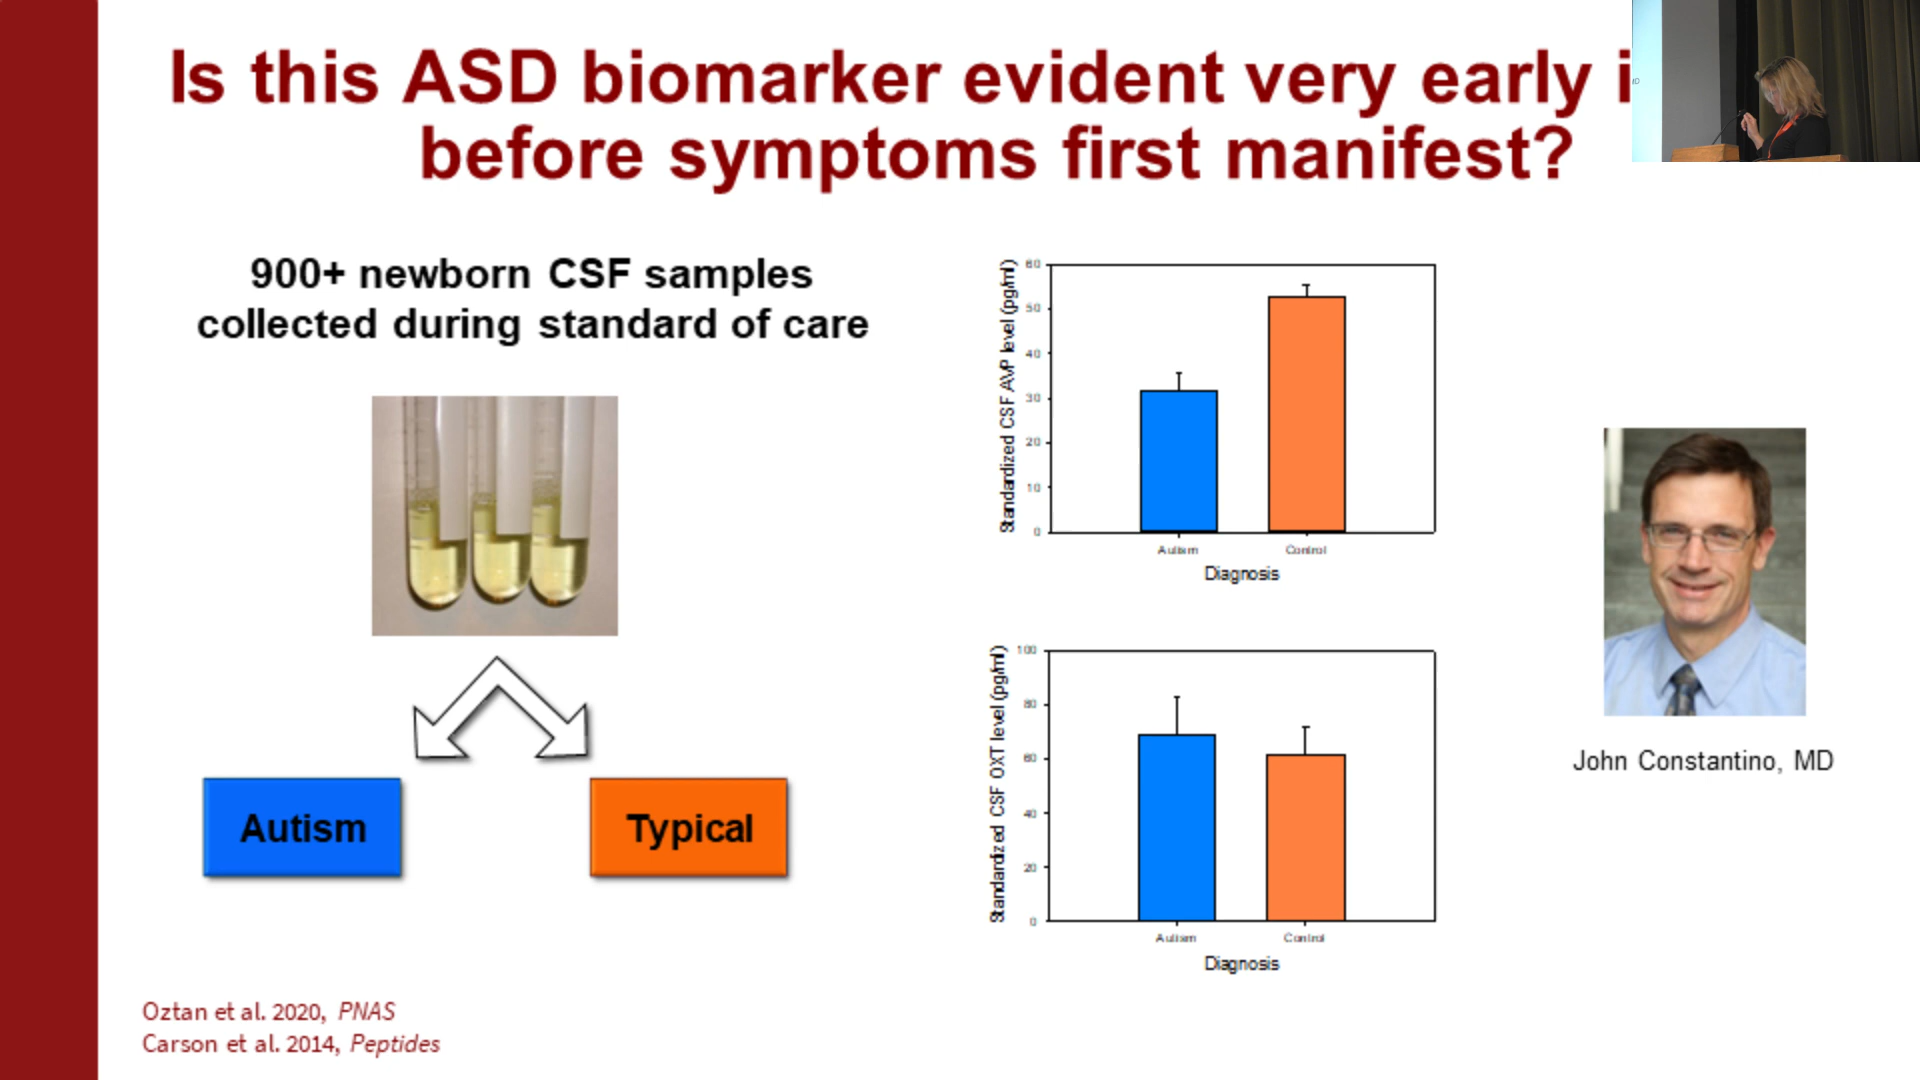 Is this ASD biomarker evident very early i
before symptoms first manifest?
900+ newborn CSF samples
collected during standard of care
Autism
Typical
Standardized CSF AVP level (pg/ml)
60
50
40
30
20
10
0
Autism Control
Diagnosis
Standardized CSF OXT level (pg/ml)
100
80
60
40
20
0
Autism Control
Diagnosis
John Constantino, MD
Oztan et al. 2020, PNAS
Carson et al. 2014, Peptides